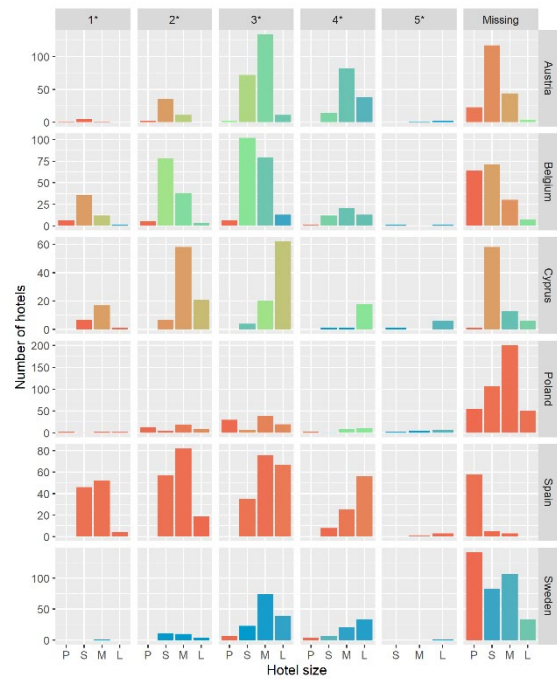 1* 2* 3* 4* 5* Missing
100
50
0
Austria
100
75
50
25
0
Belgium
60
40
20
0
Cyprus
200
150
100
50
0
Poland
80
60
40
20
0
Spain
100
50
0
Sweden
Number of hotels
P S M L P S M L P S M L P S M L S M L P S M L
Hotel size